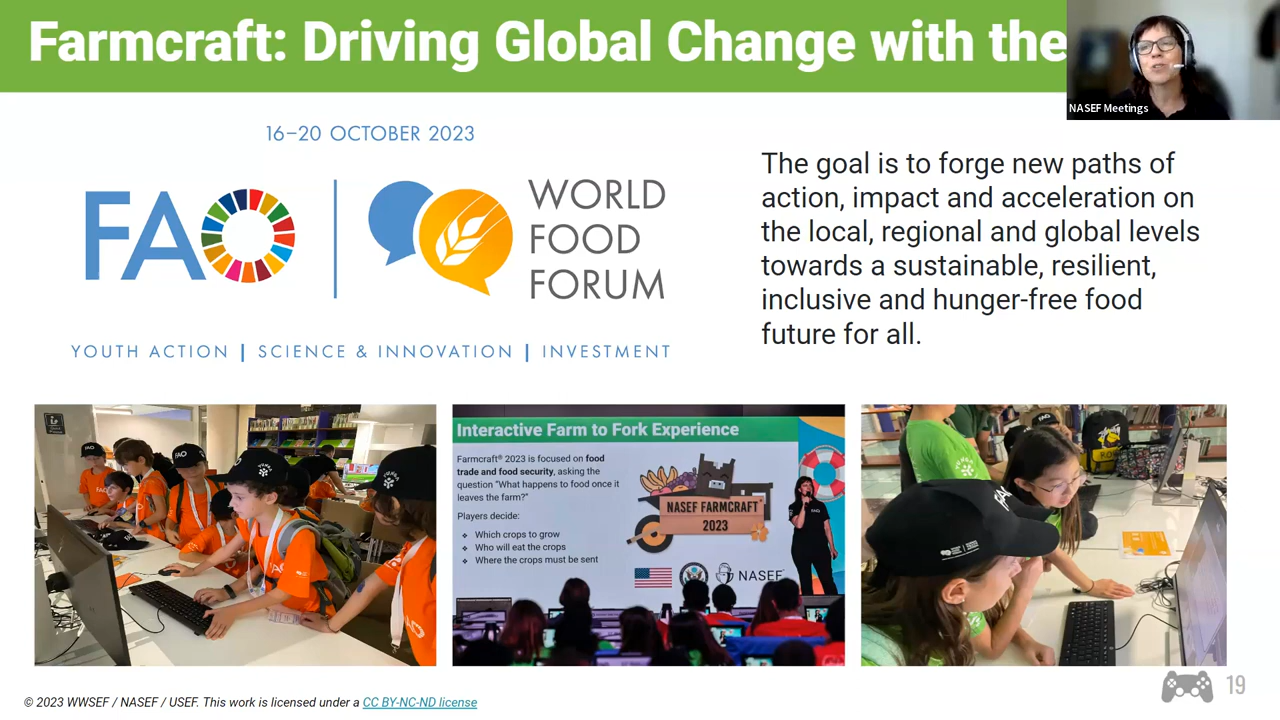 Farmcraft: Driving Global Change with the
NASEF Meetings
16–20 OCTOBER 2023
FAO
WORLD
FOOD
FORUM
YOUTH ACTION | SCIENCE & INNOVATION | INVESTMENT
The goal is to forge new paths of
action, impact and acceleration on
the local, regional and global levels
towards a sustainable, resilient,
inclusive and hunger-free food
future for all.
FAO
FAO
Interactive Farm to Fork Experience
Farmcraft® 2023 is focused on food
trade and food security, asking the
question "What happens to food once it
leaves the farm?"
Players decide:
❖ Which crops to grow
❖ Who will eat the crops
❖ Where the crops must be sent
NASEF FARMCRAFT
2023
NASEF
FAO
© 2023 WWSEF / NASEF / USEF. This work is licensed under a CC BY-NC-ND license
19